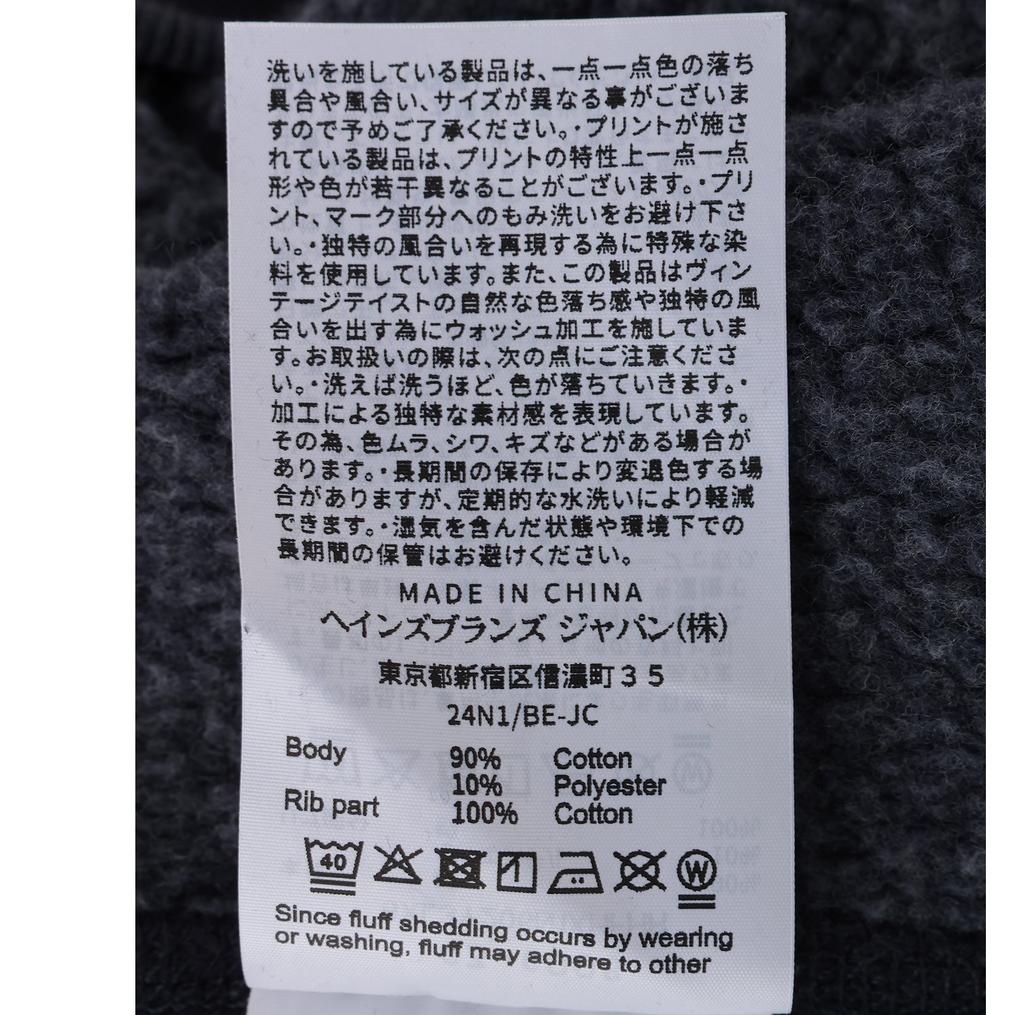 洗いを施している製品は、一点一点色の落ち
具合や風合い、サイズが異なる事がございま
すので予めご了承ください。・プリントが施さ
れている製品は、プリントの特性上一点一点
形や色が若干異なることがございます。・プリ
ント、マーク部分へのもみ洗いをお避け下さ
い。・独特の風合いを再現する為に特殊な染
料を使用しています。また、この製品はヴィン
テージテイストの自然な色落ち感や独特の風
合いを出す為にウォッシュ加工を施していま
す。お取扱いの際は、次の点にご注意くださ
い。・洗えば洗うほど、色が落ちていきます。・
加工による独特な素材感を表現しています。
その為、色ムラ、シワ、キズなどがある場合が
あります。・長期間の保存により変退色する場
合がありますが、定期的な水洗いにより軽減
できます。・湿気を含んだ状態や環境下での
長期間の保管はお避けください。
MADE IN CHINA
ヘインズブランズ ジャパン(株)
東京都新宿区信濃町３５
24N1/BE-JC
Body 90% Cotton
10% Polyester
Rib part 100% Cotton
40 W
Since fluff shedding occurs by wearing
or washing, fluff may adhere to other